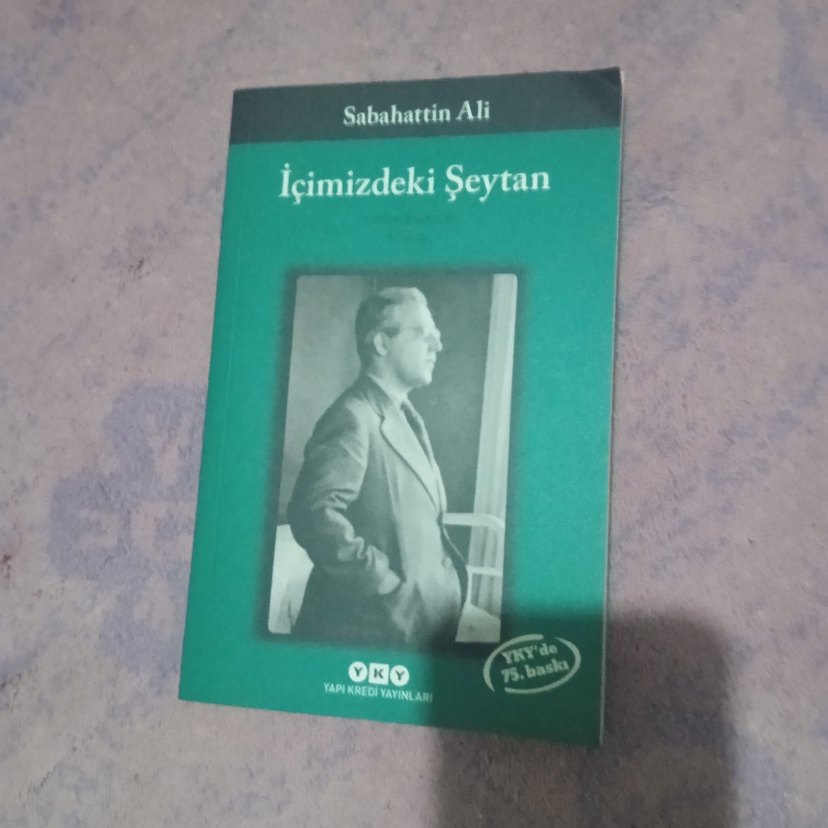 Sabahattin Ali
İçimizdeki Şeytan
YKY
YAPI KREDİ YAYINLARI
YKY'de
75. baskı